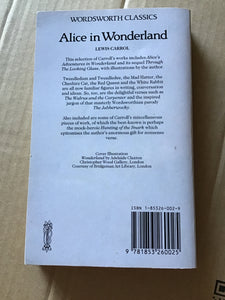 WORDSWORTH CLASSICS
Alice in Wonderland
LEWIS CARROL
This selection of Carroll's works includes Alice's
Adventures in Wonderland and its sequel Through
The Looking Glass, with illustrations by the author
Tweedledum and Tweedledee, the Mad Hatter, the
Cheshire Cat, the Red Queen and the White Rabbit
are all now familiar figures in writing, conversation
and idiom. So, too, are the delightful verses such as
The Walrus and the Carpenter and the inspired
jargon of that masterly Wordsworthian parody
The Jabberwocky.
Also included are some of Carroll's miscellaneous
pieces of work, of which the best-known is perhaps
the mock-heroic Hunting of the Snark which
epitomises the author's enormous gift for nonsense
verse.
Cover Illustration
Wonderland by Adelaide Claxton
Christopher Wood Gallery, London
Courtesy of Bridgeman Art Library, London
ISBN 1-85326-002-9
9 781853 260025